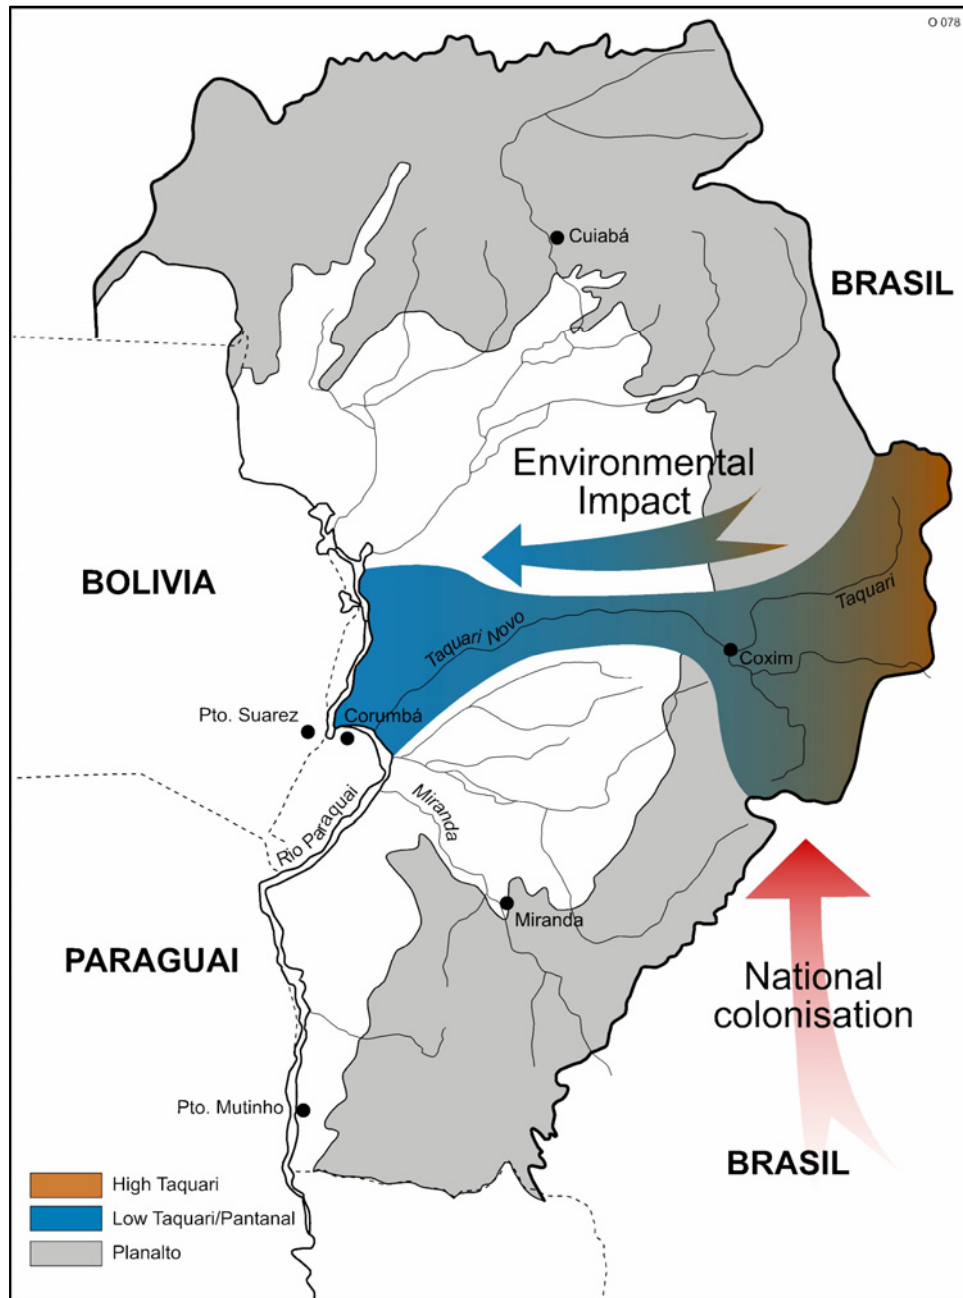 O 078
Cuiabá
BRASIL
Environmental
Impact
BOLIVIA
Taquari
Taquari Novo
Coxim
Pto. Suarez
Corumbá
Rio Paraquai
Miranda
Miranda
PARAGUAI
National
colonisation
Pto. Mutinho
BRASIL
High Taquari
Low Taquari/Pantanal
Planalto